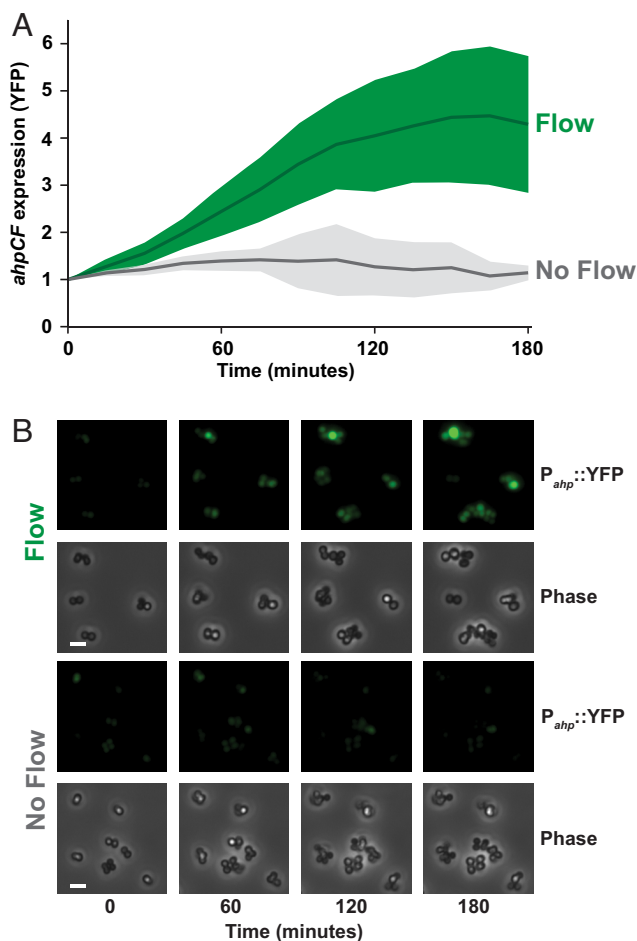 A
ahpCF expression (YFP)
6
5
4
3
2
1
0
Flow
No Flow
0 60 120 180
Time (minutes)
B
Flow
Pahp::YFP
Phase
No Flow
Pahp::YFP
Phase
0 60 120 180
Time (minutes)